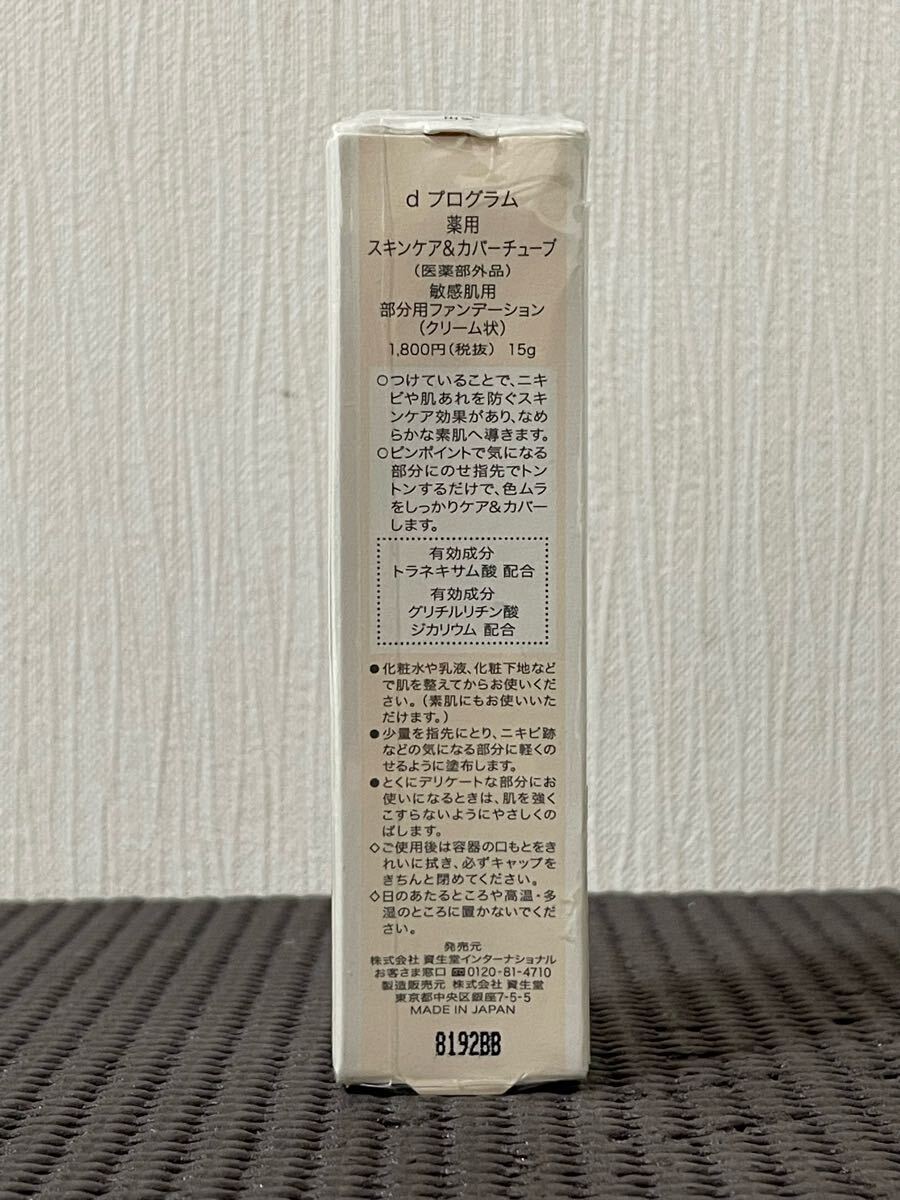 d プログラム
薬用
スキンケア&カバーチューブ
(医薬部外品)
敏感肌用
部分用ファンデーション
(クリーム状)
1,800円(税抜) 15g
○つけていることで、ニキ
ビや肌あれを防ぐスキ
ンケア効果があり、なめ
らかな素肌へ導きます。
○ピンポイントで気になる
部分にのせ指先でトン
トンするだけで、色ムラ
をしっかりケア&カバー
します。
有効成分
トラネキサム酸 配合
有効成分
グリチルリチン酸
ジカリウム 配合
●化粧水や乳液、化粧下地など
で肌を整えてからお使いくだ
さい。(素肌にもお使いいた
だけます。)
●少量を指先にとり、ニキビ跡
などの気になる部分に軽くの
せるように塗布します。
●とくにデリケートな部分にお
使いになるときは、肌を強く
こすらないようにやさしくの
ばします。
◇ご使用後は容器の口もとをき
れいに拭き、必ずキャップを
きちんと閉めてください。
◇日のあたるところや高温・多
湿のところに置かないでくだ
さい。
発売元
株式会社 資生堂インターナショナル
お客さま窓口 0120-81-4710
製造販売元 株式会社 資生堂
東京都中央区銀座7-5-5
MADE IN JAPAN
8192BB